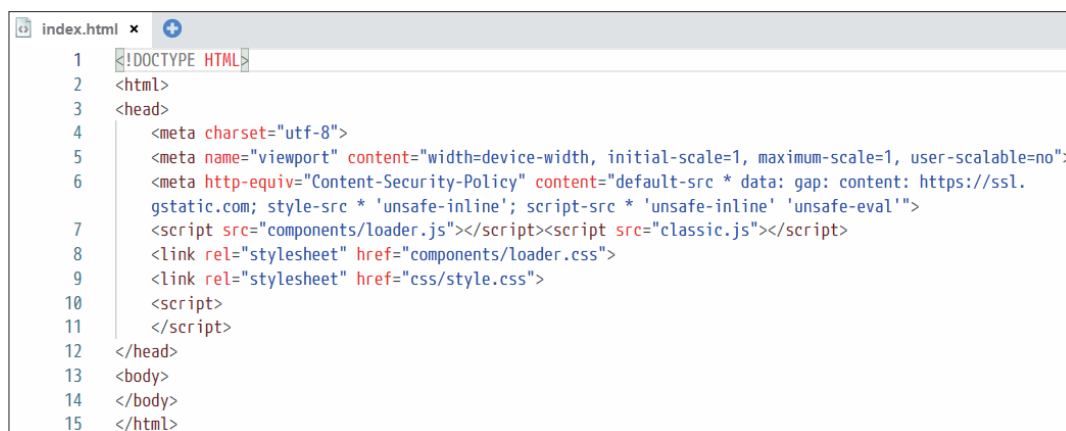 index.html ×
1 <!DOCTYPE HTML>
2 <html>
3 <head>
4 <meta charset="utf-8">
5 <meta name="viewport" content="width=device-width, initial-scale=1, maximum-scale=1, user-scalable=no">
6 <meta http-equiv="Content-Security-Policy" content="default-src * data: gap: content: https://ssl.
gstatic.com; style-src * 'unsafe-inline'; script-src * 'unsafe-inline' 'unsafe-eval'">
7 <script src="components/loader.js"></script><script src="classic.js"></script>
8 <link rel="stylesheet" href="components/loader.css">
9 <link rel="stylesheet" href="css/style.css">
10 <script>
11 </script>
12 </head>
13 <body>
14 </body>
15 </html>